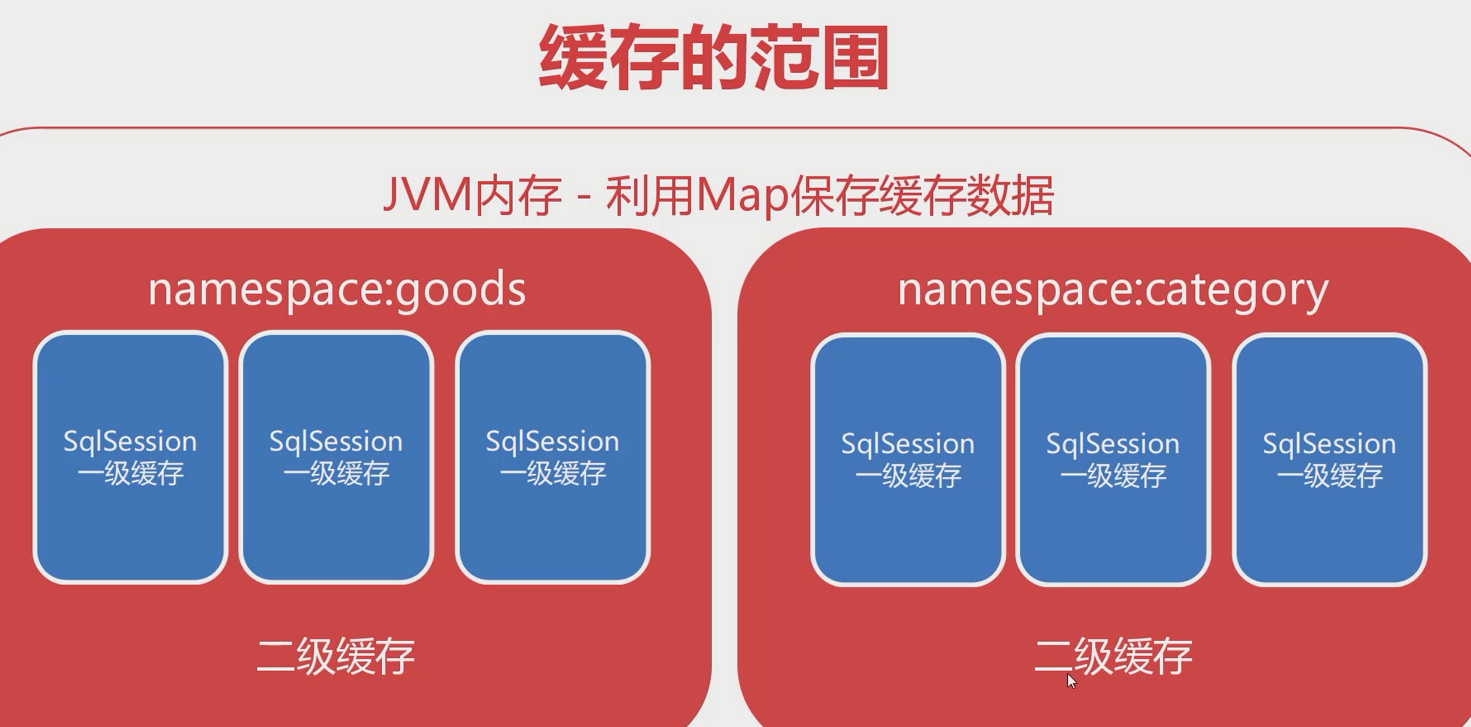 缓存的范围
JVM内存 - 利用Map保存缓存数据
namespace:goods
SqlSession
一级缓存
SqlSession
一级缓存
SqlSession
一级缓存
二级缓存
namespace:category
SqlSession
一级缓存
SqlSession
一级缓存
SqlSession
一级缓存
二级缓存